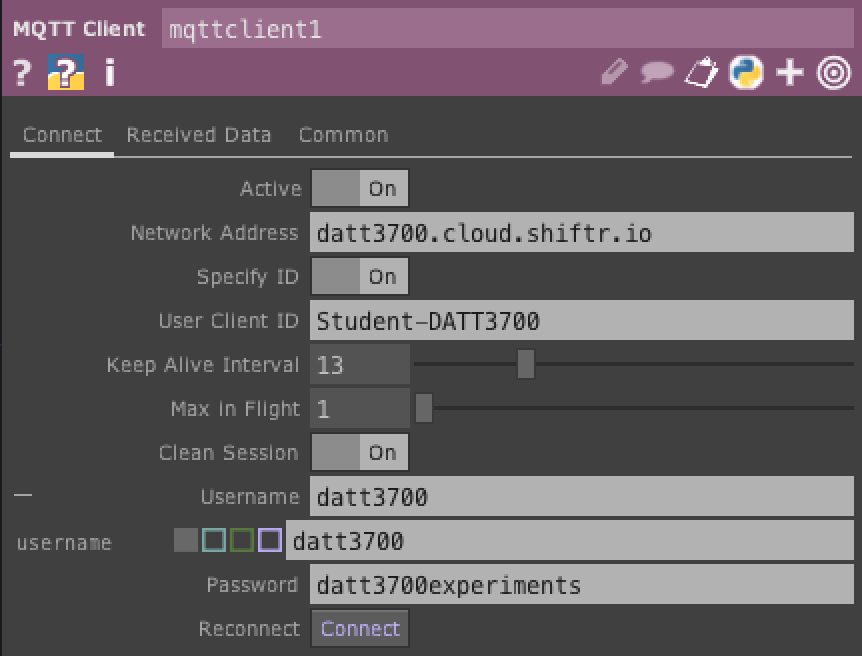 MQTT Client mqttclient1
? ? i
Connect Received Data Common
Active On
Network Address datt3700.cloud.shiftr.io
Specify ID On
User Client ID Student-DATT3700
Keep Alive Interval 13
Max in Flight 1
Clean Session On
Username datt3700
username datt3700
Password datt3700experiments
Reconnect Connect